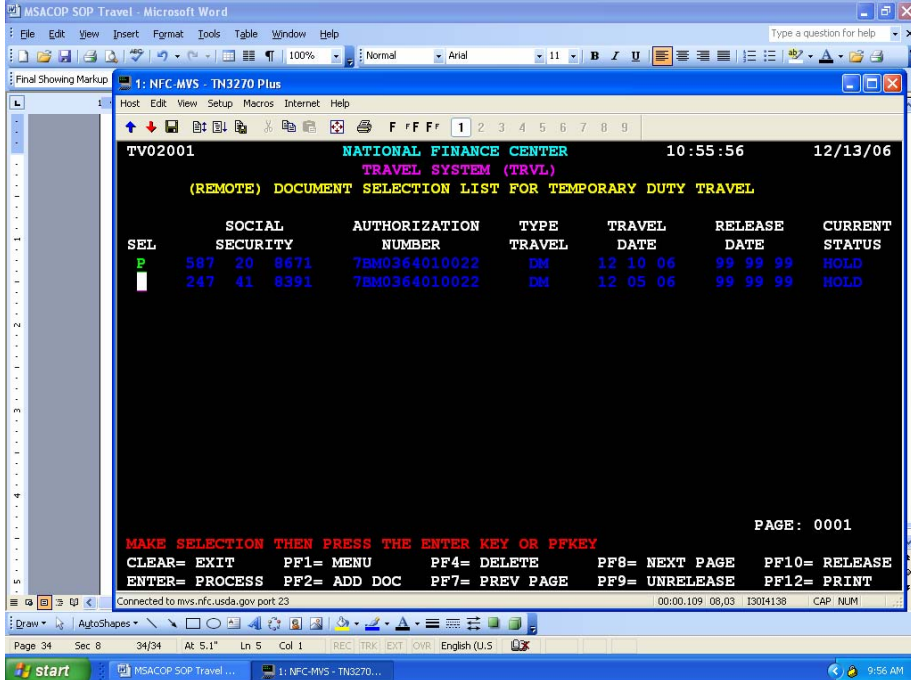 MSACOP SOP Travel - Microsoft Word
File Edit View Insert Format Tools Table Window Help
Type a question for help
100% Normal Arial 11 B I U
Final Showing Markup
1: NFC-MVS - TN3270 Plus
Host Edit View Setup Macros Internet Help
1 2 3 4 5 6 7 8 9
TV02001 NATIONAL FINANCE CENTER 10:55:56 12/13/06
TRAVEL SYSTEM (TRVL)
(REMOTE) DOCUMENT SELECTION LIST FOR TEMPORARY DUTY TRAVEL
SOCIAL AUTHORIZATION TYPE TRAVEL RELEASE CURRENT
SEL SECURITY NUMBER TRAVEL DATE DATE STATUS
P 587 20 8671 7BM0364010022 DM 12 10 06 99 99 99 HOLD
247 41 8391 7BM0364010022 DM 12 05 06 99 99 99 HOLD
PAGE: 0001
MAKE SELECTION THEN PRESS THE ENTER KEY OR PFKEY
CLEAR= EXIT PF1= MENU PF4= DELETE PF8= NEXT PAGE PF10= RELEASE
ENTER= PROCESS PF2= ADD DOC PF7= PREV PAGE PF9= UNRELEASE PF12= PRINT
Connected to mvs.nfc.usda.gov port 23 00:00.109 08,03 I30I4138 CAP NUM
Draw AutoShapes
Page 34 Sec 8 34/34 At 5.1" Ln 5 Col 1 REC TRK EXT OVR English (U.S
start MSACOP SOP Travel ... 1: NFC-MVS - TN3270... 9:56 AM